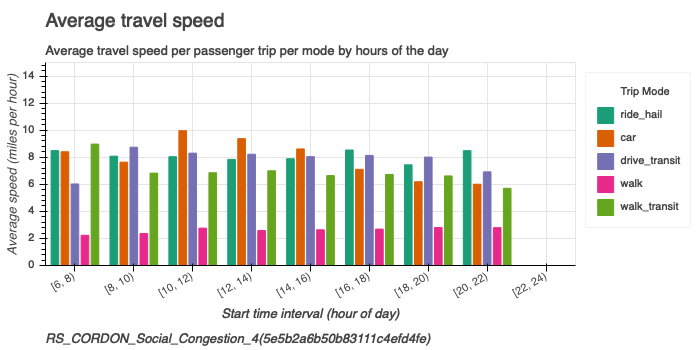 Average travel speed
Average travel speed per passenger trip per mode by hours of the day
Average speed (miles per hour)
14
12
10
8
6
4
2
0
[6, 8)
[8, 10)
[10, 12)
[12, 14)
[14, 16)
[16, 18)
[18, 20)
[20, 22)
[22, 24)
Start time interval (hour of day)
Trip Mode
ride_hail
car
drive_transit
walk
walk_transit
RS_CORDON_Social_Congestion_4(5e5b2a6b50b83111c4efd4fe)